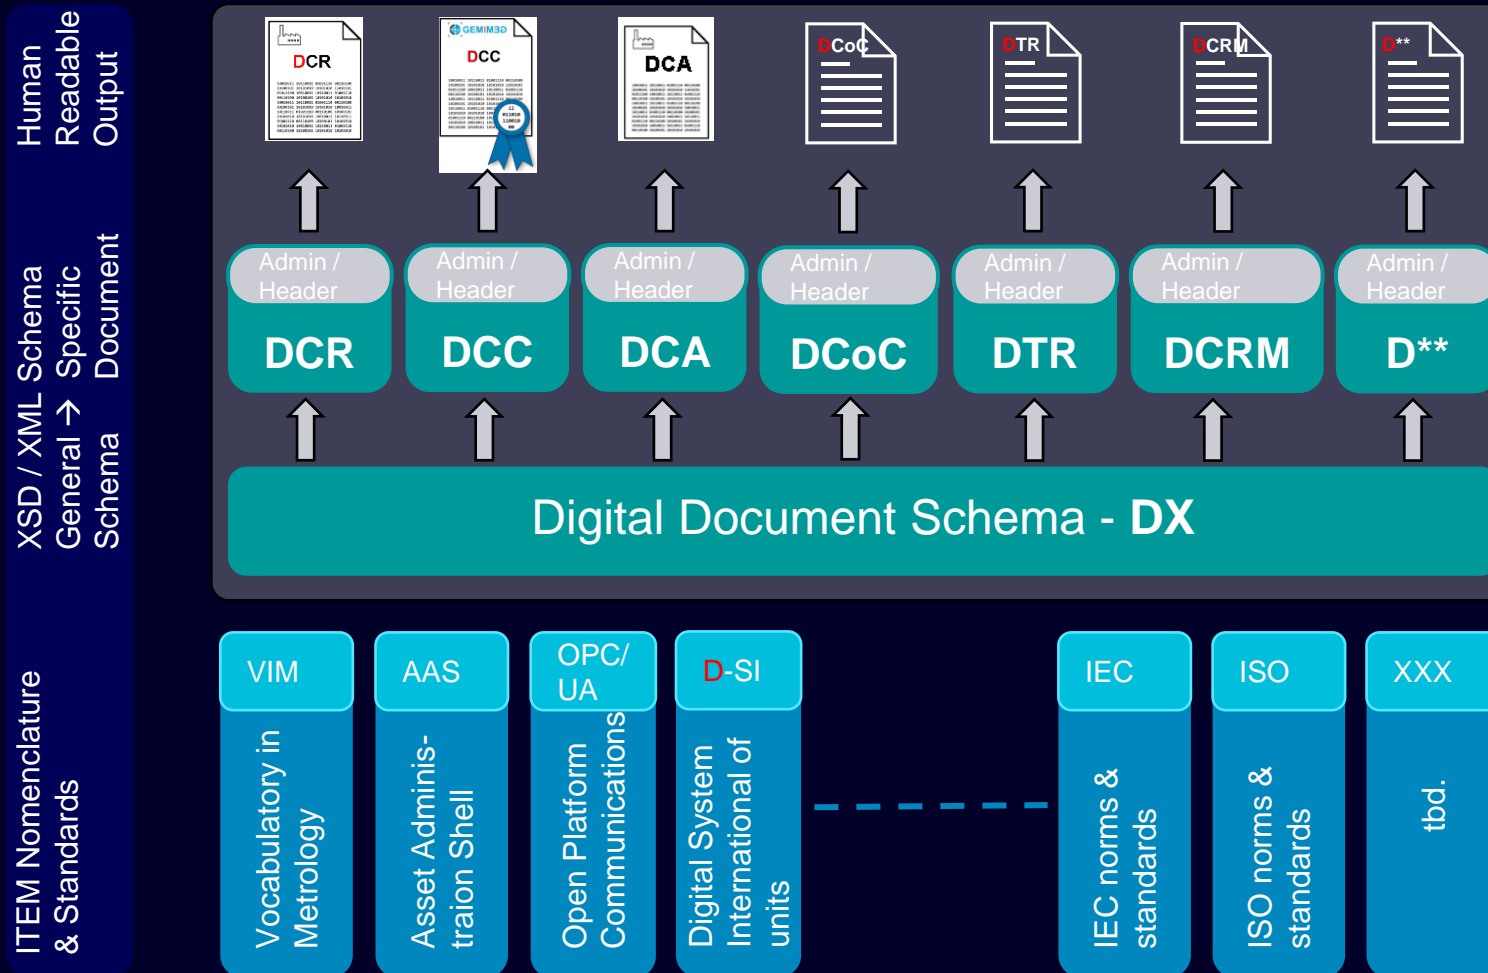 Human
Readable
Output
DCR
GEMIMEG
DCC
DCA
DCoC
DTR
DCRM
D**
XSD / XML Schema
General → Specific
Schema Document
Admin /
Header
DCR
Admin /
Header
DCC
Admin /
Header
DCA
Admin /
Header
DCoC
Admin /
Header
DTR
Admin /
Header
DCRM
Admin /
Header
D**
Digital Document Schema - DX
ITEM Nomenclature
& Standards
VIM
Vocabulatory in
Metrology
AAS
Asset Adminis-
traion Shell
OPC/
UA
Open Platform
Communications
D-SI
Digital System
International of
units
IEC
IEC norms &
standards
ISO
ISO norms &
standards
XXX
tbd.